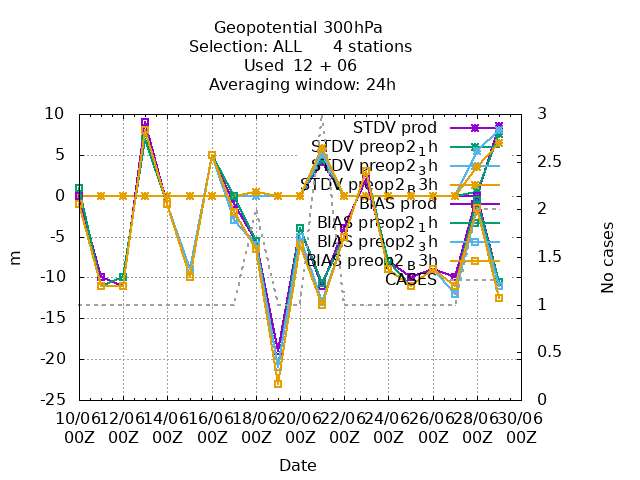 Geopotential 300hPa
Selection: ALL 4 stations
Used 12 + 06
Averaging window: 24h
10 3
STDV prod
STDV preop2_1h
5 2.5
STDV preop2_3h
STDV preop2_B3h
0 2
BIAS prod
BIAS preop2_1h
-5
BIAS preop2_3h
1.5
BIAS preop2_B3h
-10
CASES
1
-15
-20 0.5
-25 0
m
No cases
10/06 12/06 14/06 16/06 18/06 20/06 22/06 24/06 26/06 28/06 30/06
00Z 00Z 00Z 00Z 00Z 00Z 00Z 00Z 00Z 00Z 00Z
Date